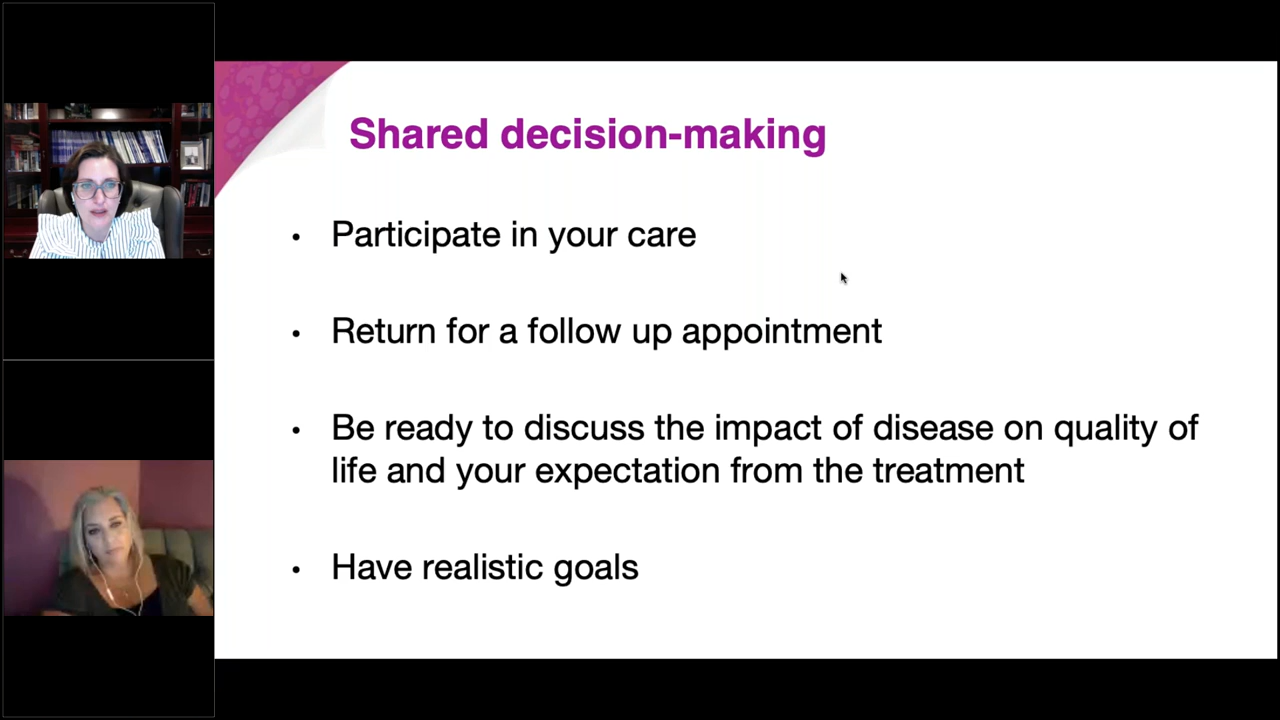 Shared decision-making
• Participate in your care
• Return for a follow up appointment
• Be ready to discuss the impact of disease on quality of
life and your expectation from the treatment
• Have realistic goals